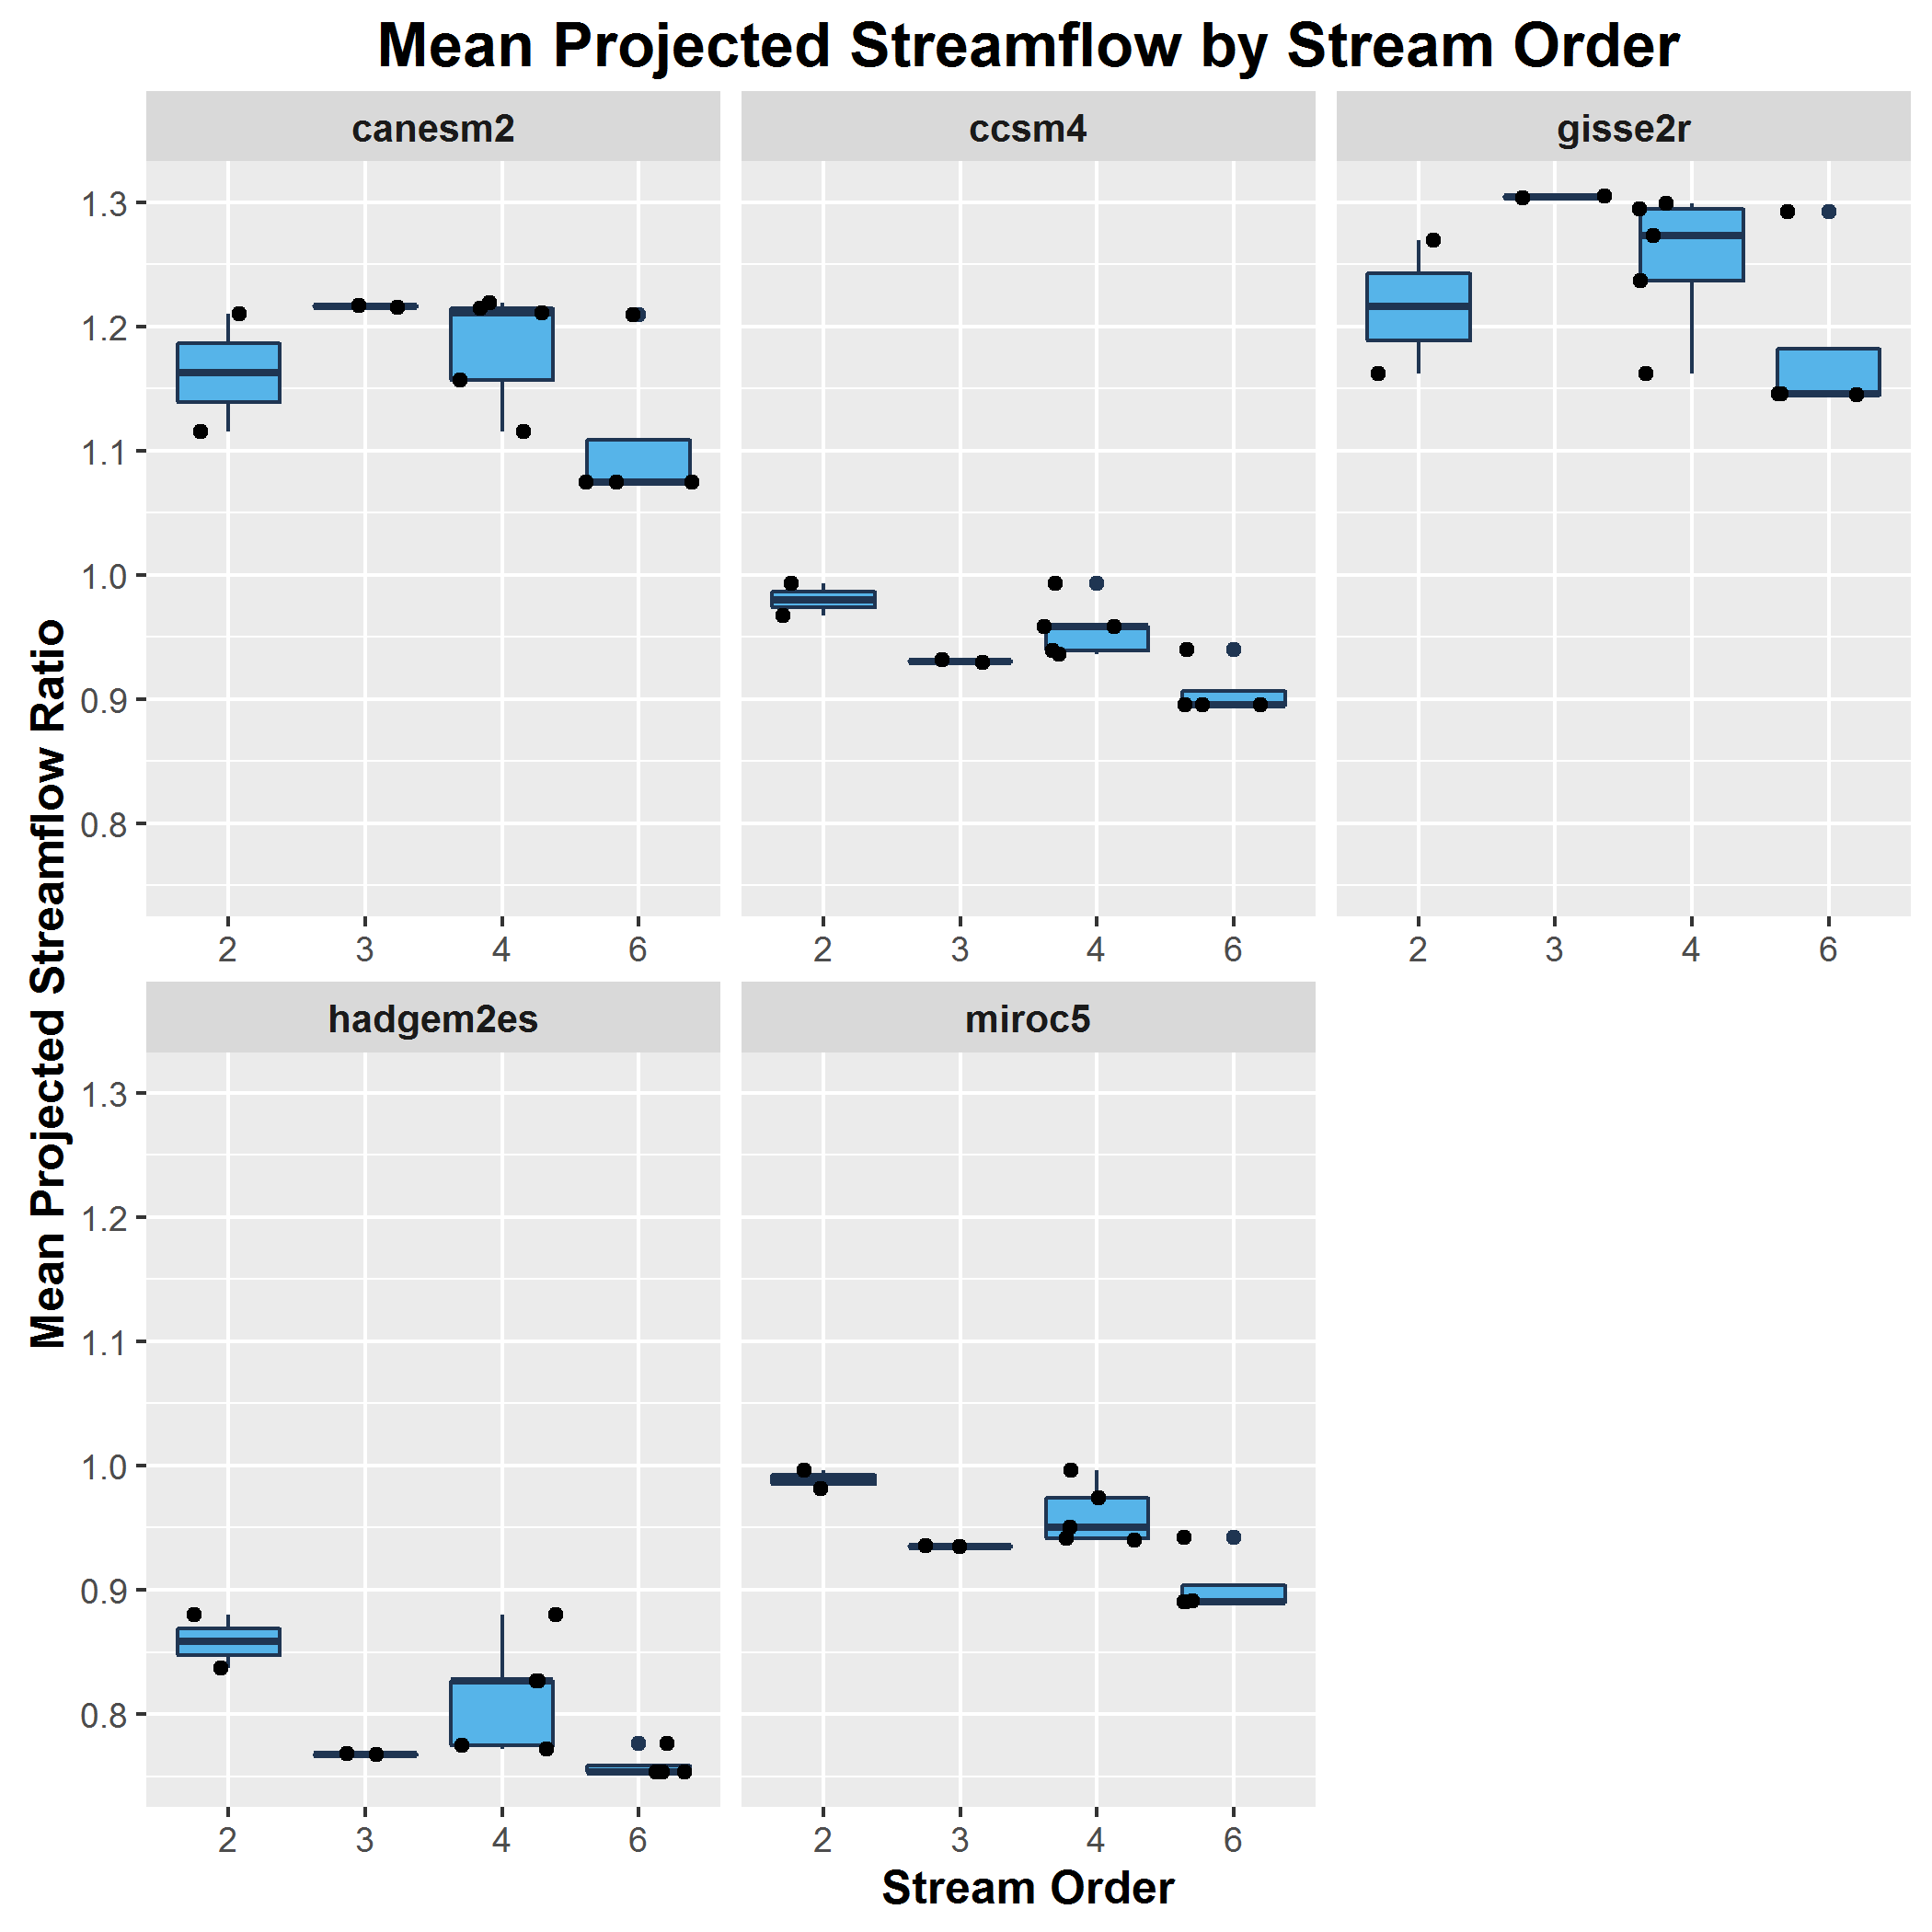 Mean Projected Streamflow by Stream Order
canesm2 ccsm4 gisse2r
1.3
1.2
1.1
1.0
0.9
0.8
2 3 4 6 2 3 4 6 2 3 4 6
Mean Projected Streamflow Ratio
hadgem2es miroc5
1.3
1.2
1.1
1.0
0.9
0.8
2 3 4 6 2 3 4 6
Stream Order